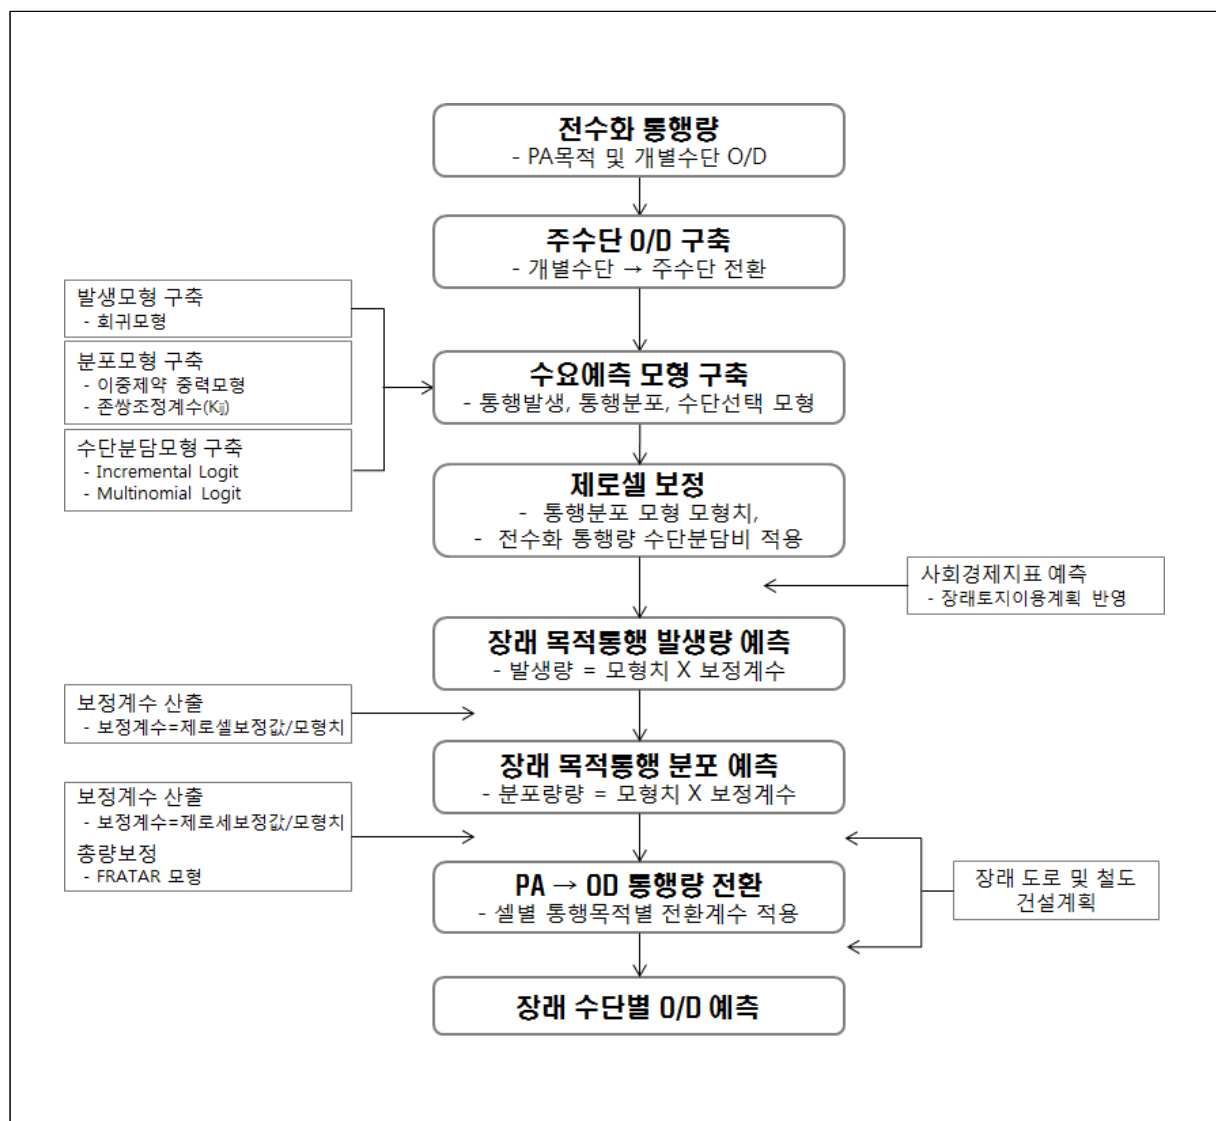 전수화 통행량
- PA목적 및 개별수단 O/D
주수단 O/D 구축
- 개별수단 → 주수단 전환
발생모형 구축
- 회귀모형
분포모형 구축
- 이중제약 중력모형
- 존쌍조정계수(Kij)
수단분담모형 구축
- Incremental Logit
- Multinomial Logit
수요예측 모형 구축
- 통행발생, 통행분포, 수단선택 모형
제로셀 보정
- 통행분포 모형 모형치,
- 전수화 통행량 수단분담비 적용
사회경제지표 예측
- 장래토지이용계획 반영
장래 목적통행 발생량 예측
- 발생량 = 모형치 X 보정계수
보정계수 산출
- 보정계수=제로셀보정값/모형치
장래 목적통행 분포 예측
- 분포량량 = 모형치 X 보정계수
보정계수 산출
- 보정계수=제로세보정값/모형치
총량보정
- FRATAR 모형
PA → OD 통행량 전환
- 셀별 통행목적별 전환계수 적용
장래 도로 및 철도
건설계획
장래 수단별 O/D 예측